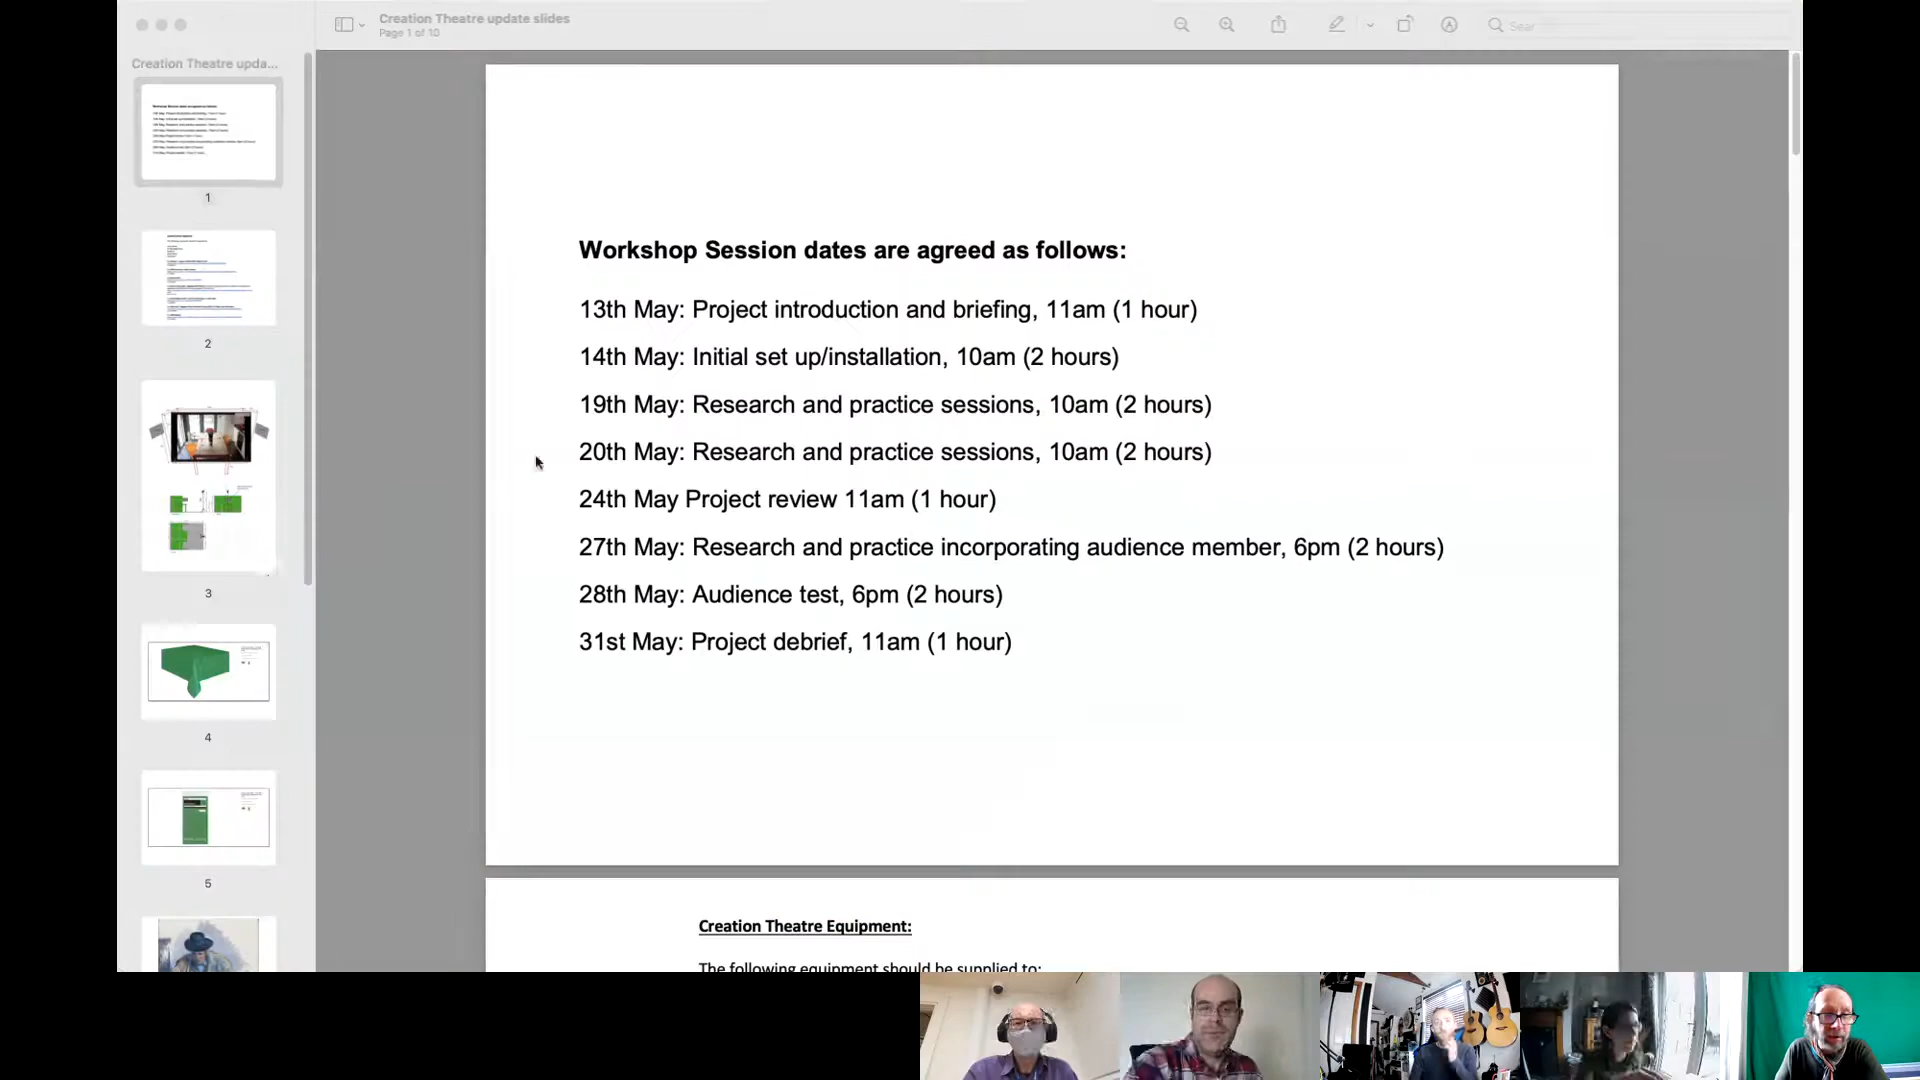 Creation Theatre update slides
Page 1 of 10
Sear
Creation Theatre upda...
1
2
3
4
5
Workshop Session dates are agreed as follows:
13th May: Project introduction and briefing, 11am (1 hour)
14th May: Initial set up/installation, 10am (2 hours)
19th May: Research and practice sessions, 10am (2 hours)
20th May: Research and practice sessions, 10am (2 hours)
24th May Project review 11am (1 hour)
27th May: Research and practice incorporating audience member, 6pm (2 hours)
28th May: Audience test, 6pm (2 hours)
31st May: Project debrief, 11am (1 hour)
Creation Theatre Equipment:
The following equipment should be supplied to: